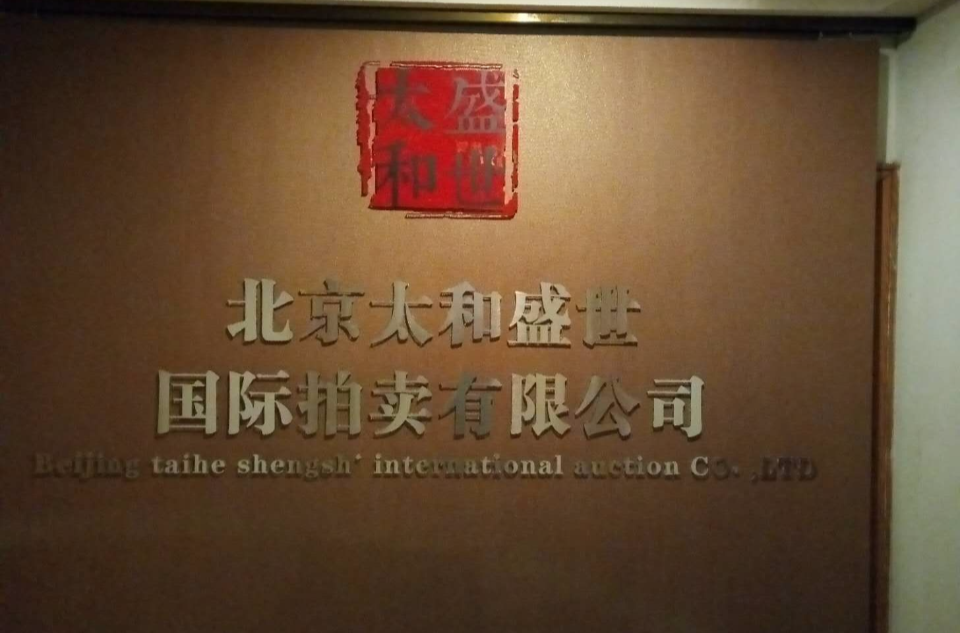 太盛
和世
北京太和盛世
国际拍卖有限公司
Beijing taihe shengsh' international auction Co. ,LTD